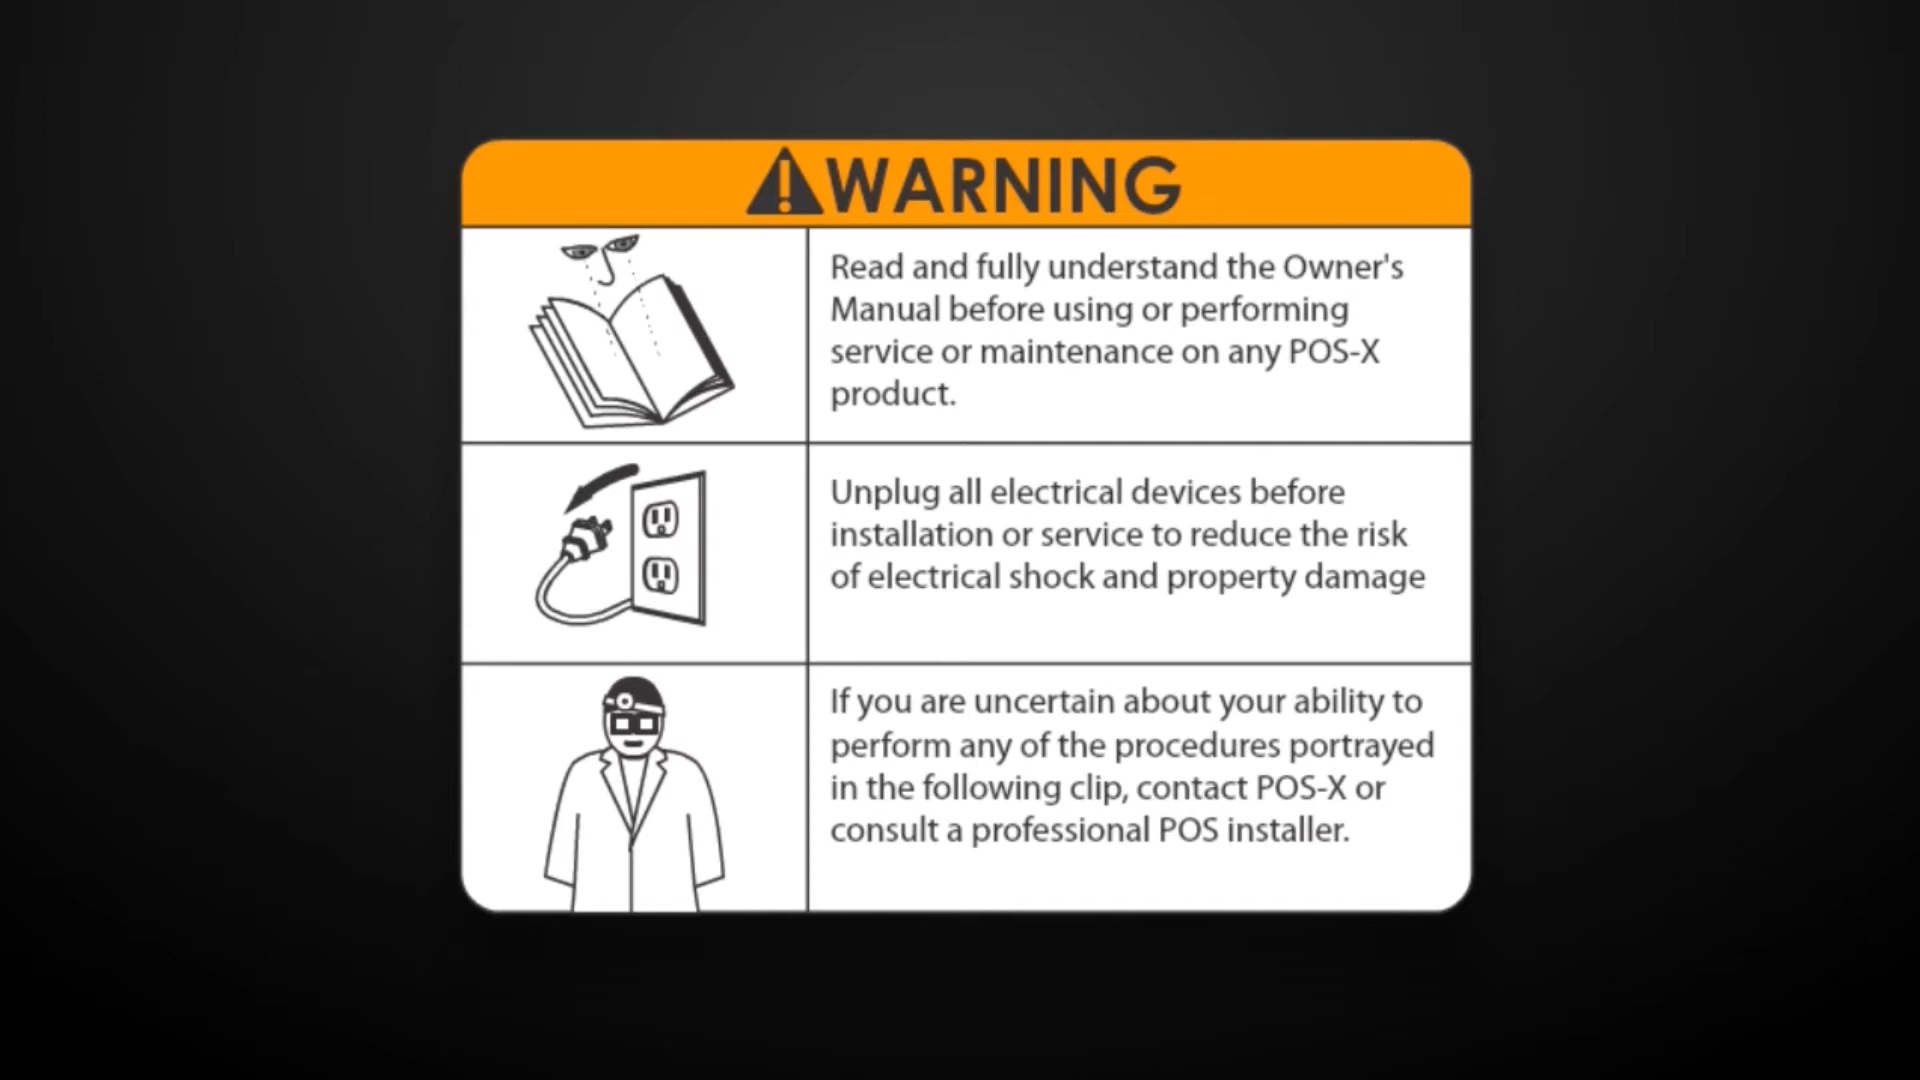 WARNING
Read and fully understand the Owner's
Manual before using or performing
service or maintenance on any POS-X
product.
Unplug all electrical devices before
installation or service to reduce the risk
of electrical shock and property damage
If you are uncertain about your ability to
perform any of the procedures portrayed
in the following clip, contact POS-X or
consult a professional POS installer.